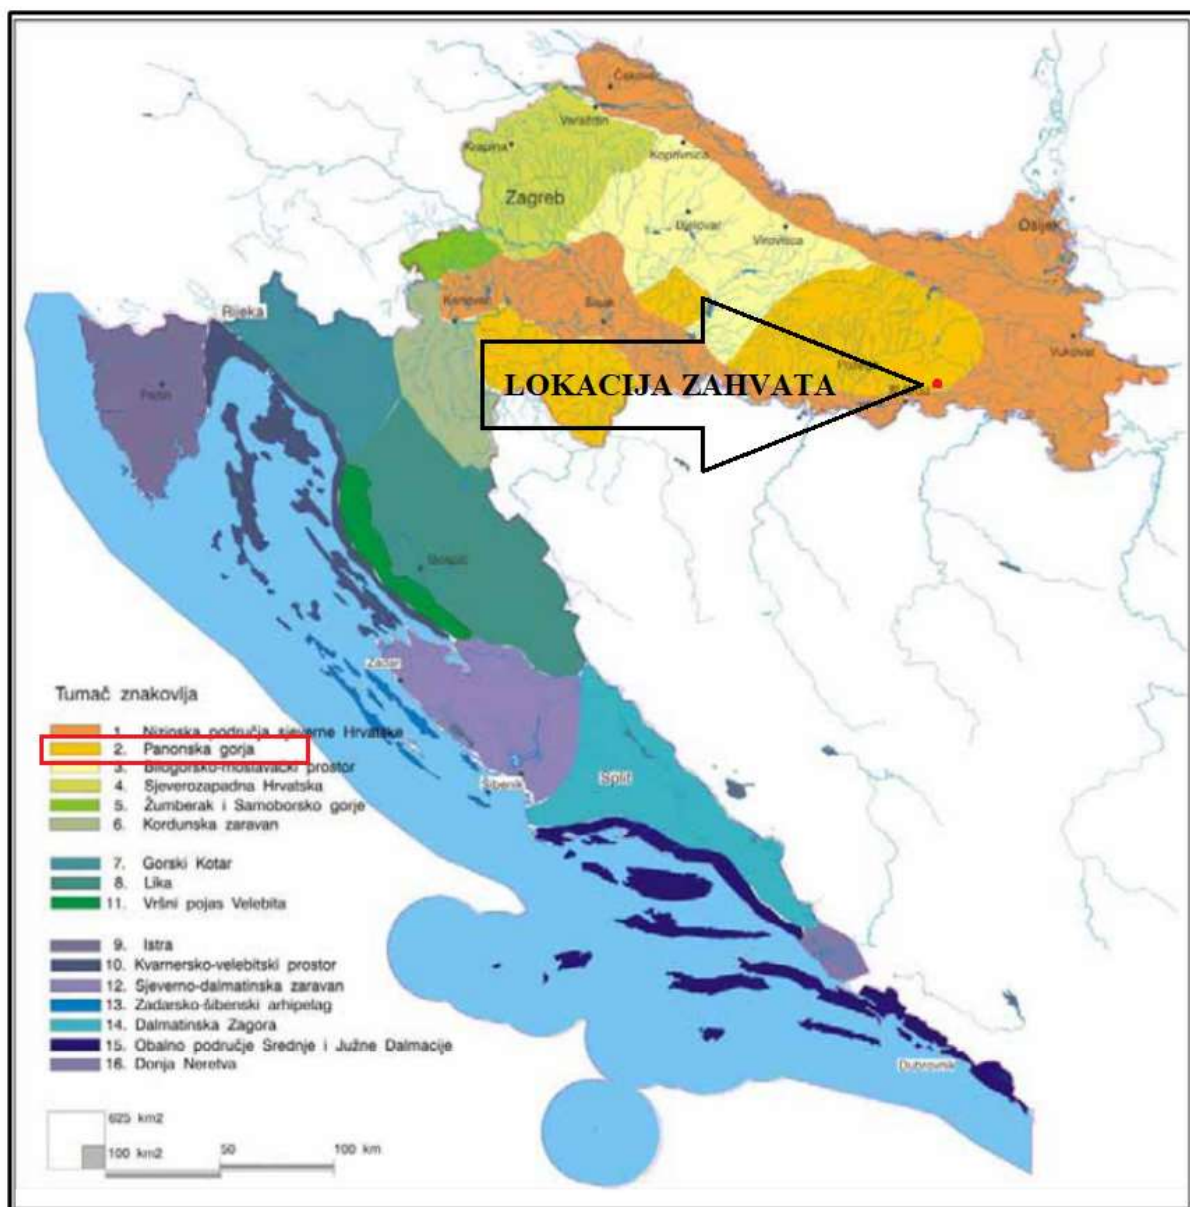 Čakovec
Varaždin
Krapina
Koprivnica
Zagreb
Bjelovar
Virovitica
Osijek
Rijeka
Karlovac
Sisak
Vukovar
Pazin
LOKACIJA ZAHVATA
Gospić
Zadar
Šibenik
Split
Dubrovnik
Tumač znakovlja
1. Nizinska područja sjeverne Hrvatske
2. Panonska gorja
3. Bilogorsko-moslavački prostor
4. Sjeverozapadna Hrvatska
5. Žumberak i Samoborsko gorje
6. Kordunska zaravan
7. Gorski Kotar
8. Lika
11. Vršni pojas Velebita
9. Istra
10. Kvarnersko-velebitski prostor
12. Sjeverno-dalmatinska zaravan
13. Zadarsko-šibenski arhipelag
14. Dalmatinska Zagora
15. Obalno područje Srednje i Južne Dalmacije
16. Donja Neretva
625 km2
100 km2
50
100 km